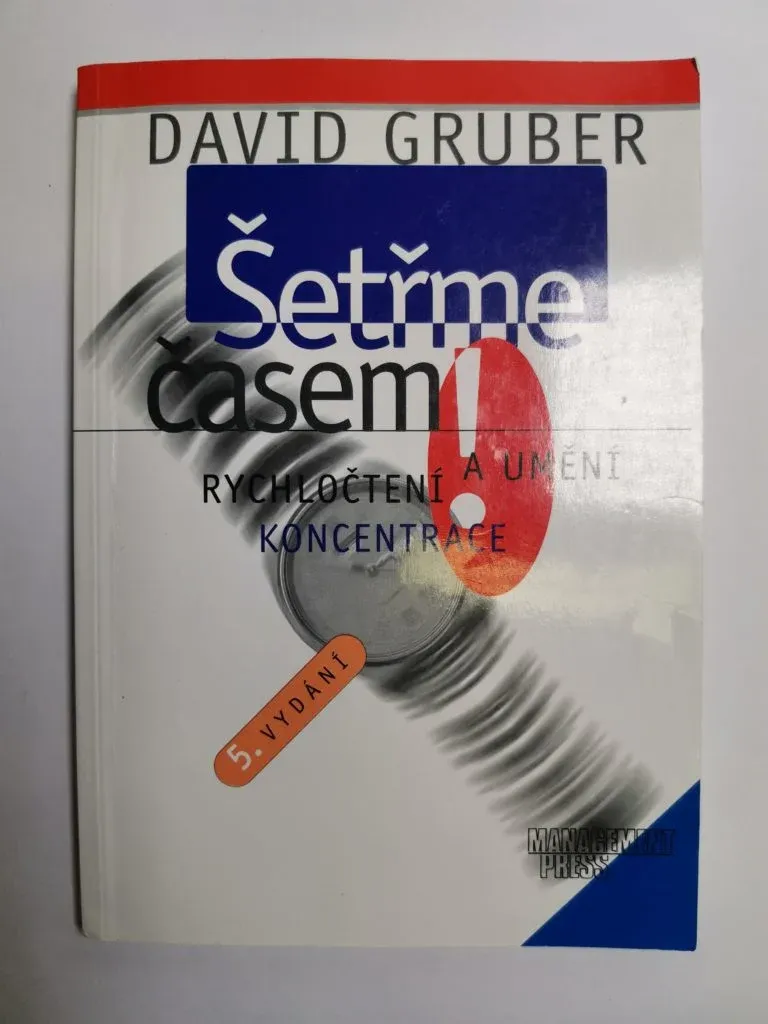 DAVID GRUBER
Šetřme
časem!
RYCHLOČTENÍ A UMĚNÍ
KONCENTRACE
5. VYDÁNÍ
MANAGEMENT
PRESS